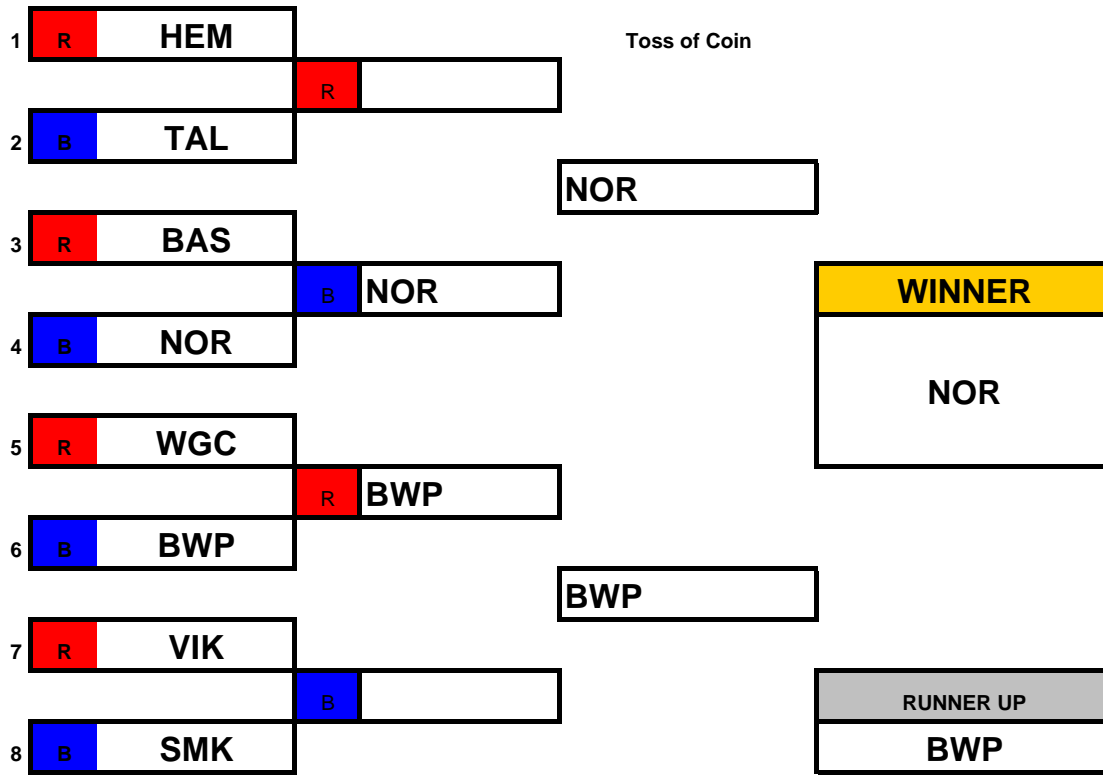 1 R HEM Toss of Coin
R
2 B TAL
NOR
3 R BAS
B NOR WINNER
4 B NOR
NOR
5 R WGC
R BWP
6 B BWP
BWP
7 R VIK
B RUNNER UP
8 B SMK BWP